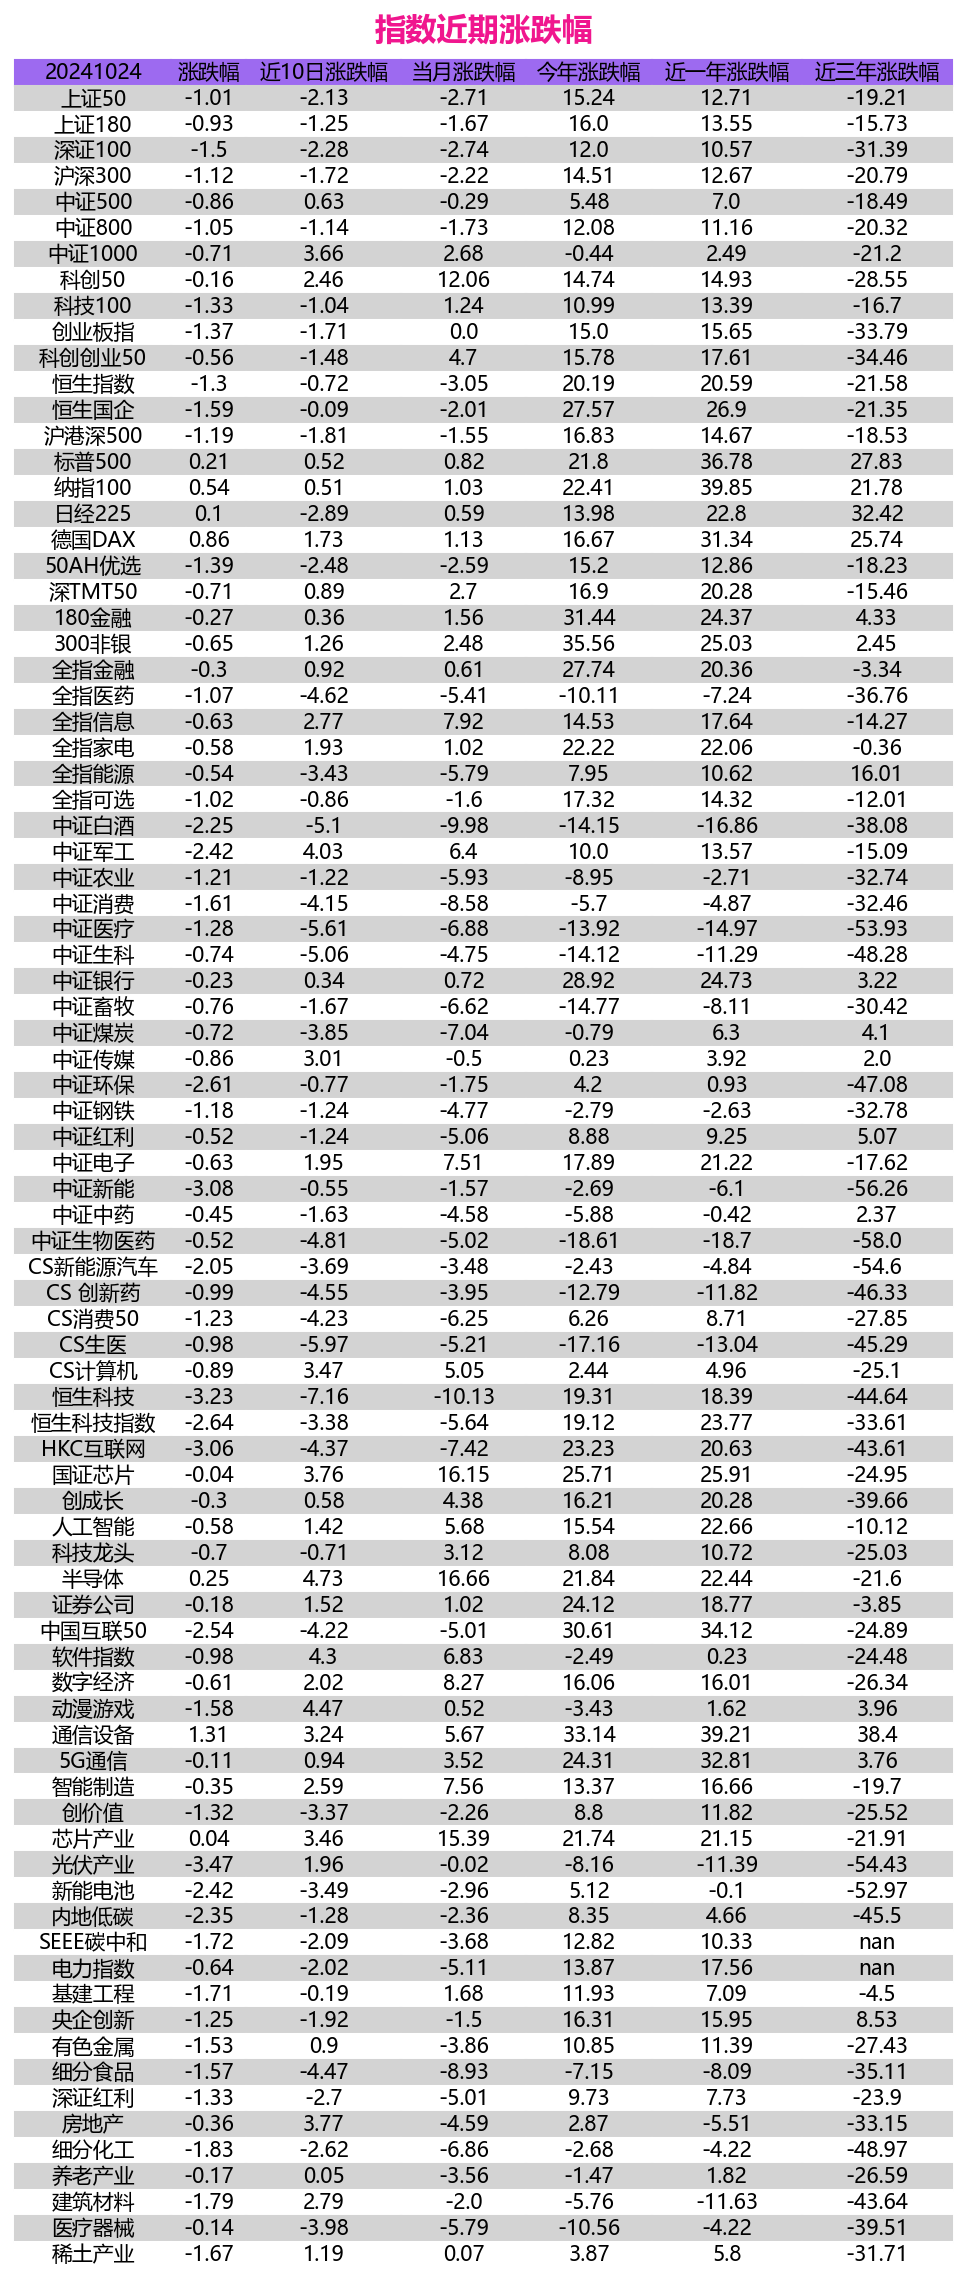 指数近期涨跌幅
20241024 涨跌幅 近10日涨跌幅 当月涨跌幅 今年涨跌幅 近一年涨跌幅 近三年涨跌幅
上证50 -1.01 -2.13 -2.71 15.24 12.71 -19.21
上证180 -0.93 -1.25 -1.67 16.0 13.55 -15.73
深证100 -1.5 -2.28 -2.74 12.0 10.57 -31.39
沪深300 -1.12 -1.72 -2.22 14.51 12.67 -20.79
中证500 -0.86 0.63 -0.29 5.48 7.0 -18.49
中证800 -1.05 -1.14 -1.73 12.08 11.16 -20.32
中证1000 -0.71 3.66 2.68 -0.44 2.49 -21.2
科创50 -0.16 2.46 12.06 14.74 14.93 -28.55
科技100 -1.33 -1.04 1.24 10.99 13.39 -16.7
创业板指 -1.37 -1.71 0.0 15.0 15.65 -33.79
科创创业50 -0.56 -1.48 4.7 15.78 17.61 -34.46
恒生指数 -1.3 -0.72 -3.05 20.19 20.59 -21.58
恒生国企 -1.59 -0.09 -2.01 27.57 26.9 -21.35
沪港深500 -1.19 -1.81 -1.55 16.83 14.67 -18.53
标普500 0.21 0.52 0.82 21.8 36.78 27.83
纳指100 0.54 0.51 1.03 22.41 39.85 21.78
日经225 0.1 -2.89 0.59 13.98 22.8 32.42
德国DAX 0.86 1.73 1.13 16.67 31.34 25.74
50AH优选 -1.39 -2.48 -2.59 15.2 12.86 -18.23
深TMT50 -0.71 0.89 2.7 16.9 20.28 -15.46
180金融 -0.27 0.36 1.56 31.44 24.37 4.33
300非银 -0.65 1.26 2.48 35.56 25.03 2.45
全指金融 -0.3 0.92 0.61 27.74 20.36 -3.34
全指医药 -1.07 -4.62 -5.41 -10.11 -7.24 -36.76
全指信息 -0.63 2.77 7.92 14.53 17.64 -14.27
全指家电 -0.58 1.93 1.02 22.22 22.06 -0.36
全指能源 -0.54 -3.43 -5.79 7.95 10.62 16.01
全指可选 -1.02 -0.86 -1.6 17.32 14.32 -12.01
中证白酒 -2.25 -5.1 -9.98 -14.15 -16.86 -38.08
中证军工 -2.42 4.03 6.4 10.0 13.57 -15.09
中证农业 -1.21 -1.22 -5.93 -8.95 -2.71 -32.74
中证消费 -1.61 -4.15 -8.58 -5.7 -4.87 -32.46
中证医疗 -1.28 -5.61 -6.88 -13.92 -14.97 -53.93
中证生科 -0.74 -5.06 -4.75 -14.12 -11.29 -48.28
中证银行 -0.23 0.34 0.72 28.92 24.73 3.22
中证畜牧 -0.76 -1.67 -6.62 -14.77 -8.11 -30.42
中证煤炭 -0.72 -3.85 -7.04 -0.79 6.3 4.1
中证传媒 -0.86 3.01 -0.5 0.23 3.92 2.0
中证环保 -2.61 -0.77 -1.75 4.2 0.93 -47.08
中证钢铁 -1.18 -1.24 -4.77 -2.79 -2.63 -32.78
中证红利 -0.52 -1.24 -5.06 8.88 9.25 5.07
中证电子 -0.63 1.95 7.51 17.89 21.22 -17.62
中证新能 -3.08 -0.55 -1.57 -2.69 -6.1 -56.26
中证中药 -0.45 -1.63 -4.58 -5.88 -0.42 2.37
中证生物医药 -0.52 -4.81 -5.02 -18.61 -18.7 -58.0
CS新能源汽车 -2.05 -3.69 -3.48 -2.43 -4.84 -54.6
CS 创新药 -0.99 -4.55 -3.95 -12.79 -11.82 -46.33
CS消费50 -1.23 -4.23 -6.25 6.26 8.71 -27.85
CS生医 -0.98 -5.97 -5.21 -17.16 -13.04 -45.29
CS计算机 -0.89 3.47 5.05 2.44 4.96 -25.1
恒生科技 -3.23 -7.16 -10.13 19.31 18.39 -44.64
恒生科技指数 -2.64 -3.38 -5.64 19.12 23.77 -33.61
HKC互联网 -3.06 -4.37 -7.42 23.23 20.63 -43.61
国证芯片 -0.04 3.76 16.15 25.71 25.91 -24.95
创成长 -0.3 0.58 4.38 16.21 20.28 -39.66
人工智能 -0.58 1.42 5.68 15.54 22.66 -10.12
科技龙头 -0.7 -0.71 3.12 8.08 10.72 -25.03
半导体 0.25 4.73 16.66 21.84 22.44 -21.6
证券公司 -0.18 1.52 1.02 24.12 18.77 -3.85
中国互联50 -2.54 -4.22 -5.01 30.61 34.12 -24.89
软件指数 -0.98 4.3 6.83 -2.49 0.23 -24.48
数字经济 -0.61 2.02 8.27 16.06 16.01 -26.34
动漫游戏 -1.58 4.47 0.52 -3.43 1.62 3.96
通信设备 1.31 3.24 5.67 33.14 39.21 38.4
5G通信 -0.11 0.94 3.52 24.31 32.81 3.76
智能制造 -0.35 2.59 7.56 13.37 16.66 -19.7
创价值 -1.32 -3.37 -2.26 8.8 11.82 -25.52
芯片产业 0.04 3.46 15.39 21.74 21.15 -21.91
光伏产业 -3.47 1.96 -0.02 -8.16 -11.39 -54.43
新能电池 -2.42 -3.49 -2.96 5.12 -0.1 -52.97
内地低碳 -2.35 -1.28 -2.36 8.35 4.66 -45.5
SEEE碳中和 -1.72 -2.09 -3.68 12.82 10.33 nan
电力指数 -0.64 -2.02 -5.11 13.87 17.56 nan
基建工程 -1.71 -0.19 1.68 11.93 7.09 -4.5
央企创新 -1.25 -1.92 -1.5 16.31 15.95 8.53
有色金属 -1.53 0.9 -3.86 10.85 11.39 -27.43
细分食品 -1.57 -4.47 -8.93 -7.15 -8.09 -35.11
深证红利 -1.33 -2.7 -5.01 9.73 7.73 -23.9
房地产 -0.36 3.77 -4.59 2.87 -5.51 -33.15
细分化工 -1.83 -2.62 -6.86 -2.68 -4.22 -48.97
养老产业 -0.17 0.05 -3.56 -1.47 1.82 -26.59
建筑材料 -1.79 2.79 -2.0 -5.76 -11.63 -43.64
医疗器械 -0.14 -3.98 -5.79 -10.56 -4.22 -39.51
稀土产业 -1.67 1.19 0.07 3.87 5.8 -31.71